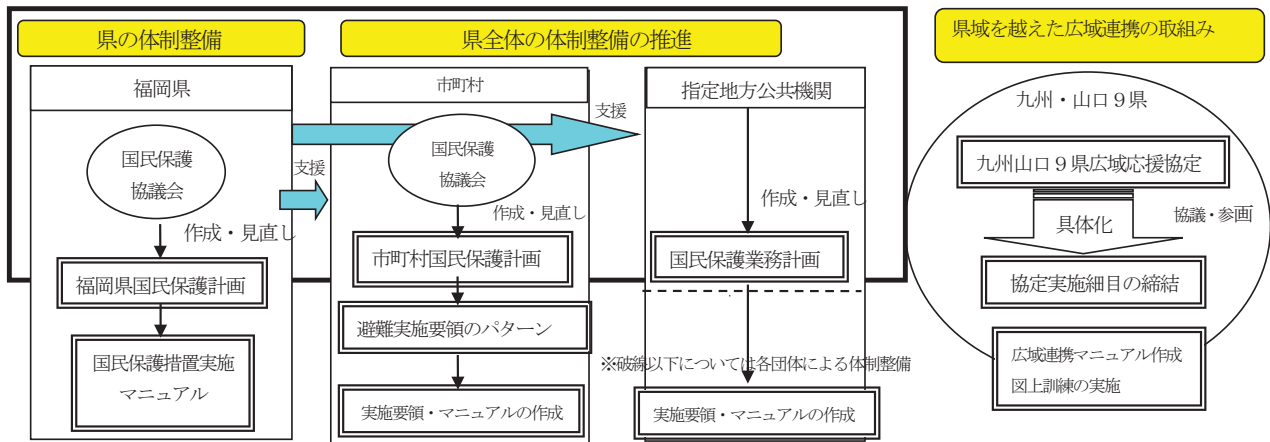 県の体制整備
福岡県
国民保護
協議会
作成・見直し
福岡県国民保護計画
国民保護措置実施
マニュアル
支援
県全体の体制整備の推進
市町村
国民保護
協議会
作成・見直し
市町村国民保護計画
避難実施要領のパターン
実施要領・マニュアルの作成
支援
指定地方公共機関
作成・見直し
国民保護業務計画
※破線以下については各団体による体制整備
実施要領・マニュアルの作成
県域を越えた広域連携の取組み
九州・山口９県
九州山口９県広域応援協定
具体化
協議・参画
協定実施細目の締結
広域連携マニュアル作成
図上訓練の実施